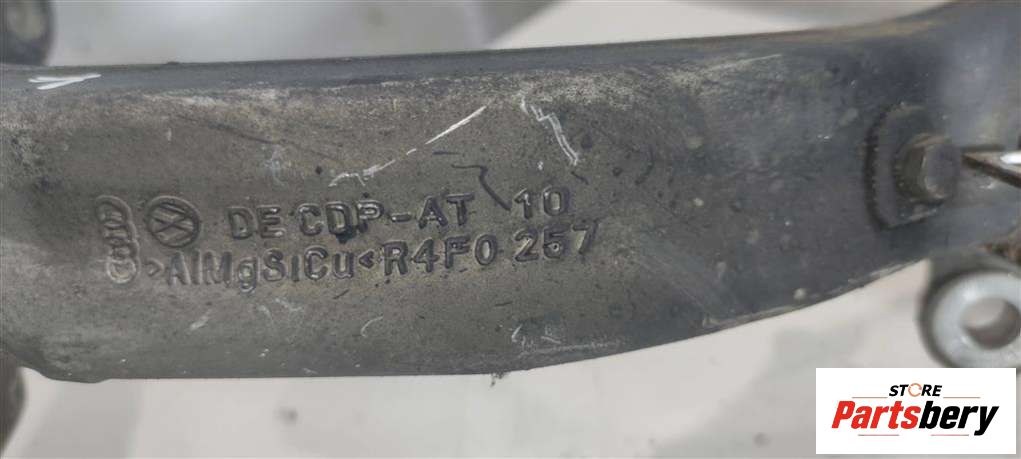 DE CDP-AT 10
>AlMgSiCu< R4F0 257
STORE
Partsbery